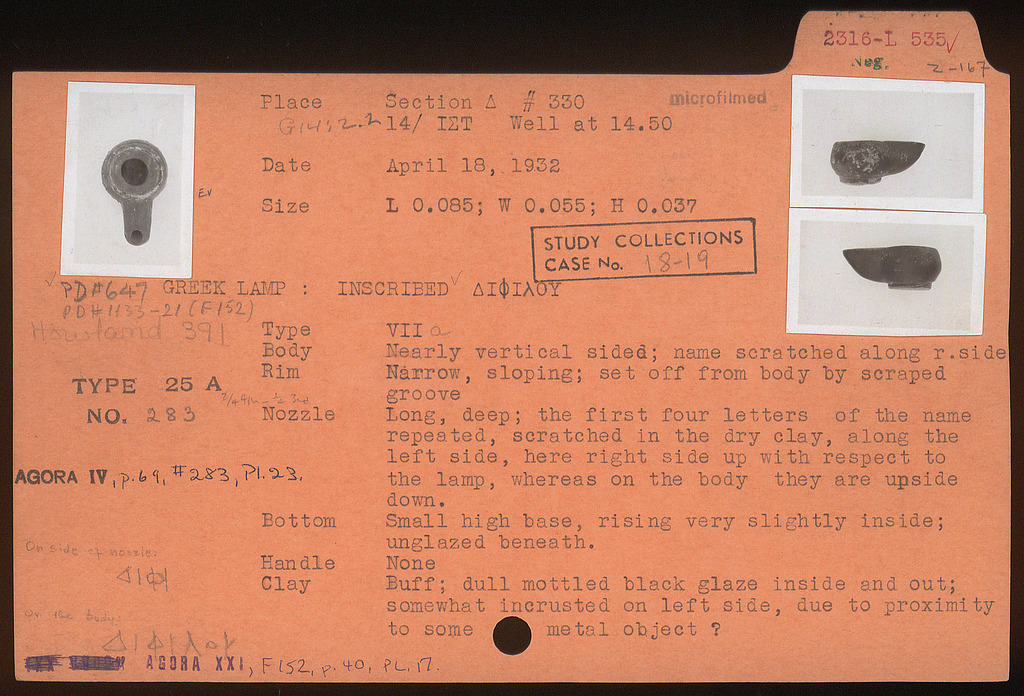 2316-L 535✓
Neg. Z-167
microfilmed
Place Section Δ # 330
G 14:2.2 14/ ΙΣΤ Well at 14.50
Date April 18, 1932
EV
Size L 0.085; W 0.055; H 0.037
STUDY COLLECTIONS
CASE No. 18-19
✓PD#647 GREEK LAMP : INSCRIBED✓ ΔΙΦΙΛΟΥ
PD#1133-21 (F152)
Howland 391
Type VII a
Body Nearly vertical sided; name scratched along r.side
Rim Narrow, sloping; set off from body by scraped
groove
TYPE 25 A
NO. 283
Nozzle Long, deep; the first four letters of the name
repeated, scratched in the dry clay, along the
left side, here right side up with respect to
the lamp, whereas on the body they are upside
down.
AGORA IV, p.69, #283, Pl.23.
Bottom Small high base, rising very slightly inside;
unglazed beneath.
On side of nozzle:
ΔΙΦΙ
Handle None
Clay Buff; dull mottled black glaze inside and out;
somewhat incrusted on left side, due to proximity
to some metal object ?
On the body:
ΔΙΦΙΛΟΥ
AGORA XXI, F152, p.40, PL.17.